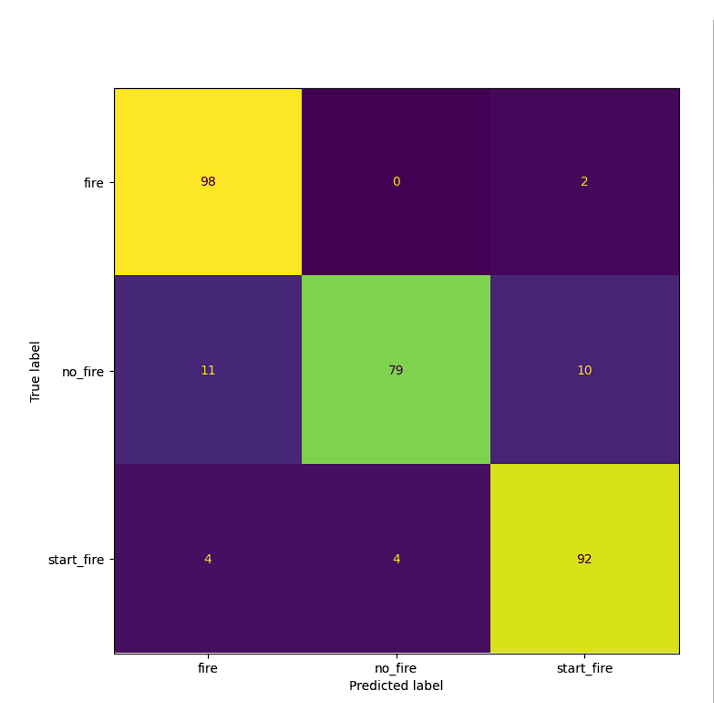 fire 98 0 2
True label
no_fire 11 79 10
start_fire 4 4 92
fire no_fire start_fire
Predicted label